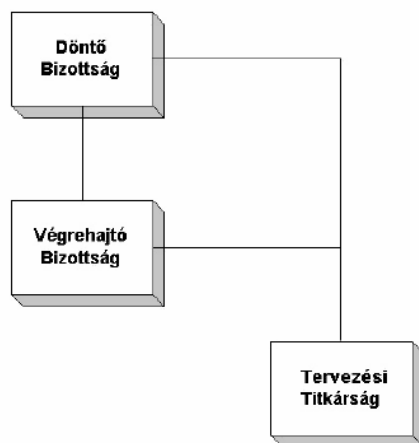 Döntő
Bizottság
Végrehajtó
Bizottság
Tervezési
Titkárság